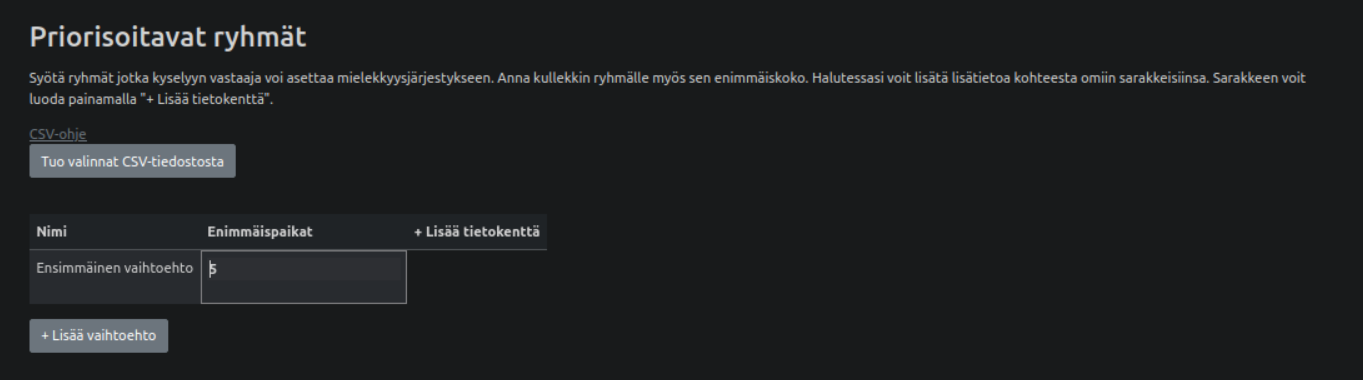 Priorisoitavat ryhmät
Syötä ryhmät jotka kyselyyn vastaaja voi asettaa mielekkyysjärjestykseen. Anna kullekkin ryhmälle myös sen enimmäiskoko. Halutessasi voit lisätä lisätietoa kohteesta omiin sarakkeisiinsa. Sarakkeen voit
luoda painamalla "+ Lisää tietokenttä".
CSV-ohje
Tuo valinnat CSV-tiedostosta
Nimi Enimmäispaikat + Lisää tietokenttä
Ensimmäinen vaihtoehto 5
+ Lisää vaihtoehto